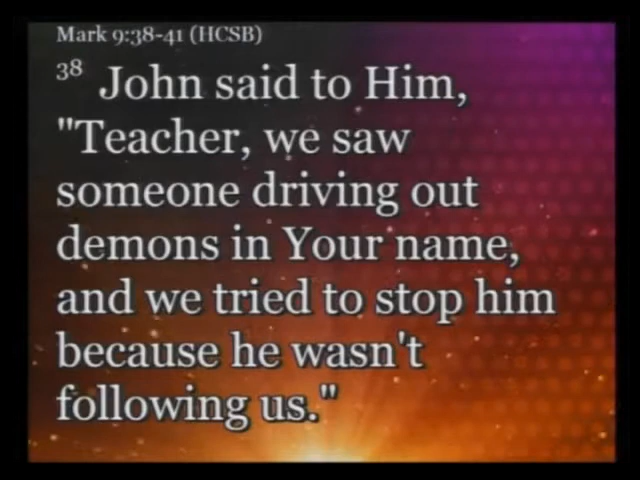 Mark 9:38-41 (HCSB)
38 John said to Him,
"Teacher, we saw
someone driving out
demons in Your name,
and we tried to stop him
because he wasn't
following us."